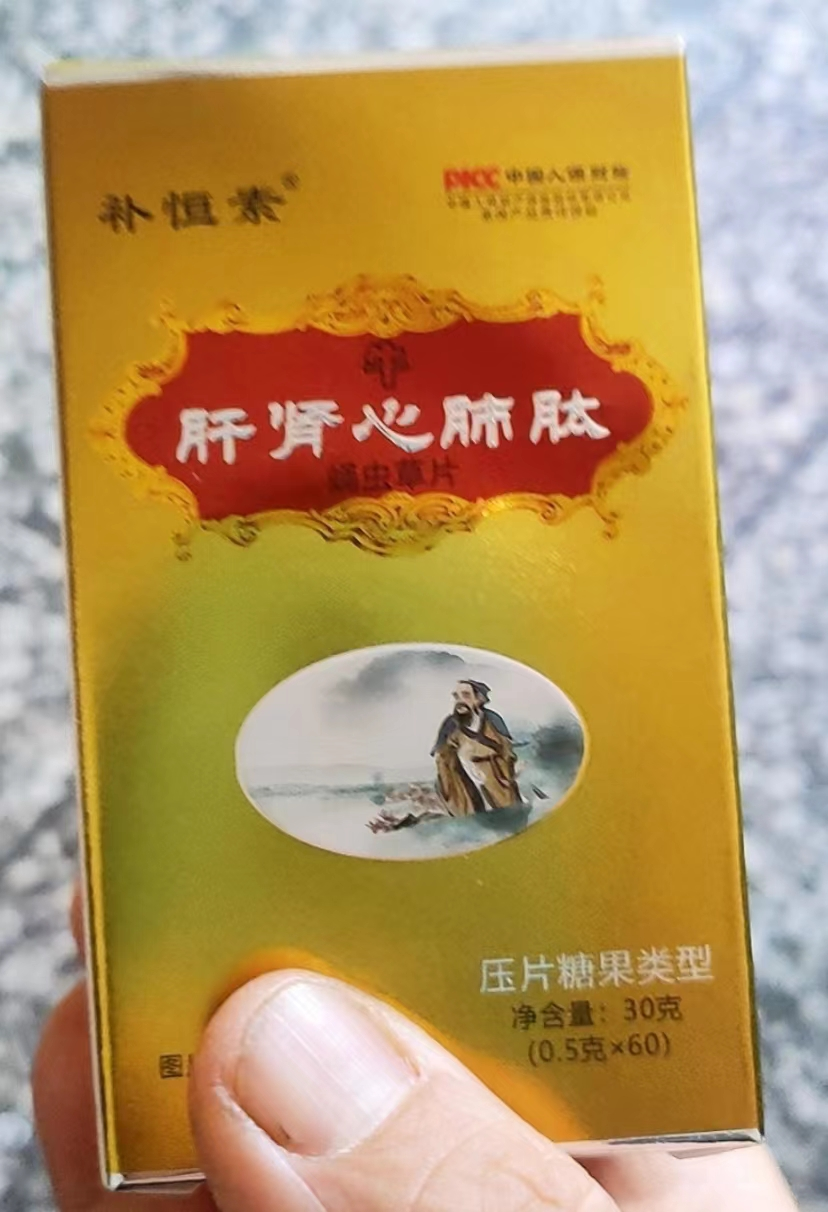 补恒素®
PICC 中国人保财险
肝肾心肺肽
蛹虫草片
压片糖果类型
净含量：30克
(0.5克×60)
图